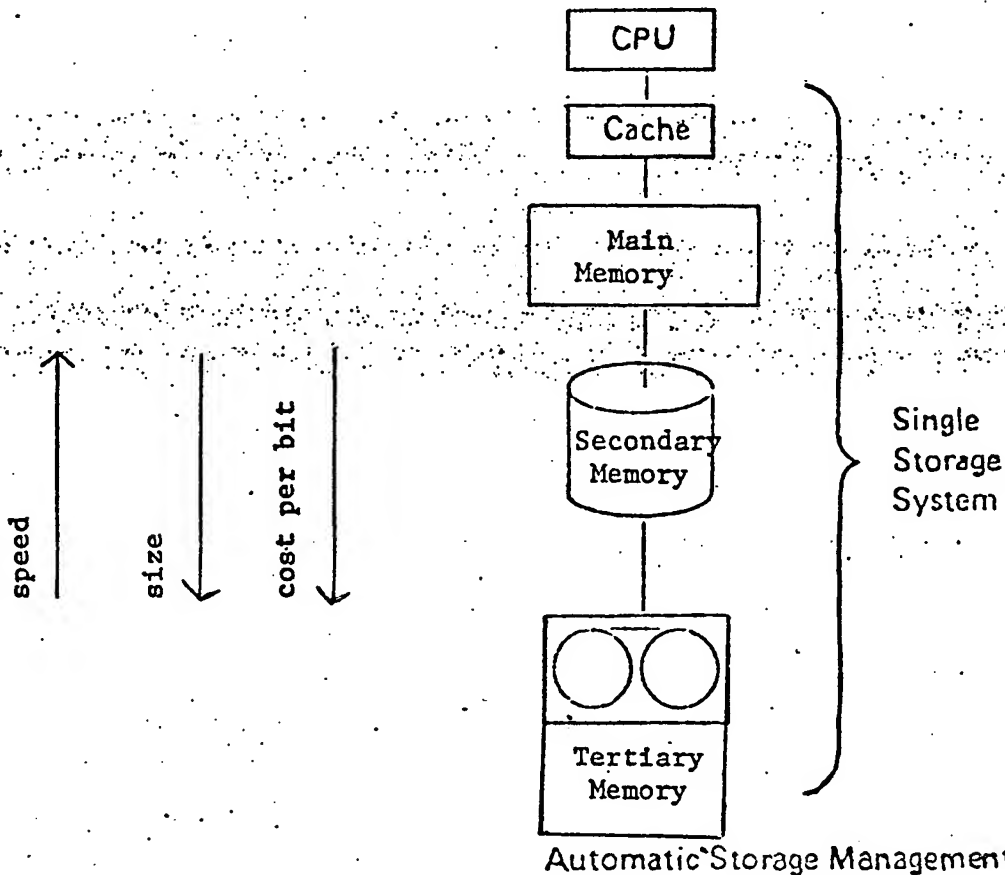 CPU
Cache
Main
Memory
Secondary
Memory
Single
Storage
System
speed
size
cost per bit
Tertiary
Memory
Automatic Storage Management